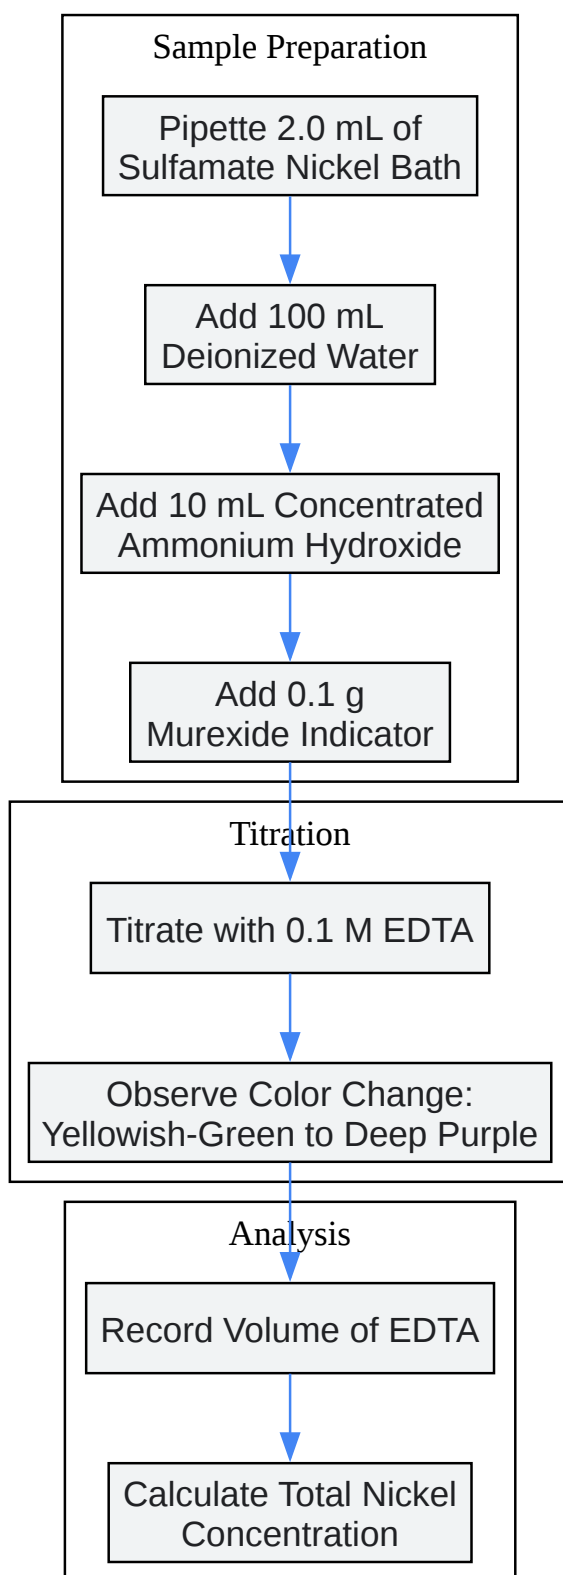 Sample Preparation
Pipette 2.0 mL of
Sulfamate Nickel Bath
Add 100 mL
Deionized Water
Add 10 mL Concentrated
Ammonium Hydroxide
Add 0.1 g
Murexide Indicator
Titration
Titrate with 0.1 M EDTA
Observe Color Change:
Yellowish-Green to Deep Purple
Analysis
Record Volume of EDTA
Calculate Total Nickel
Concentration